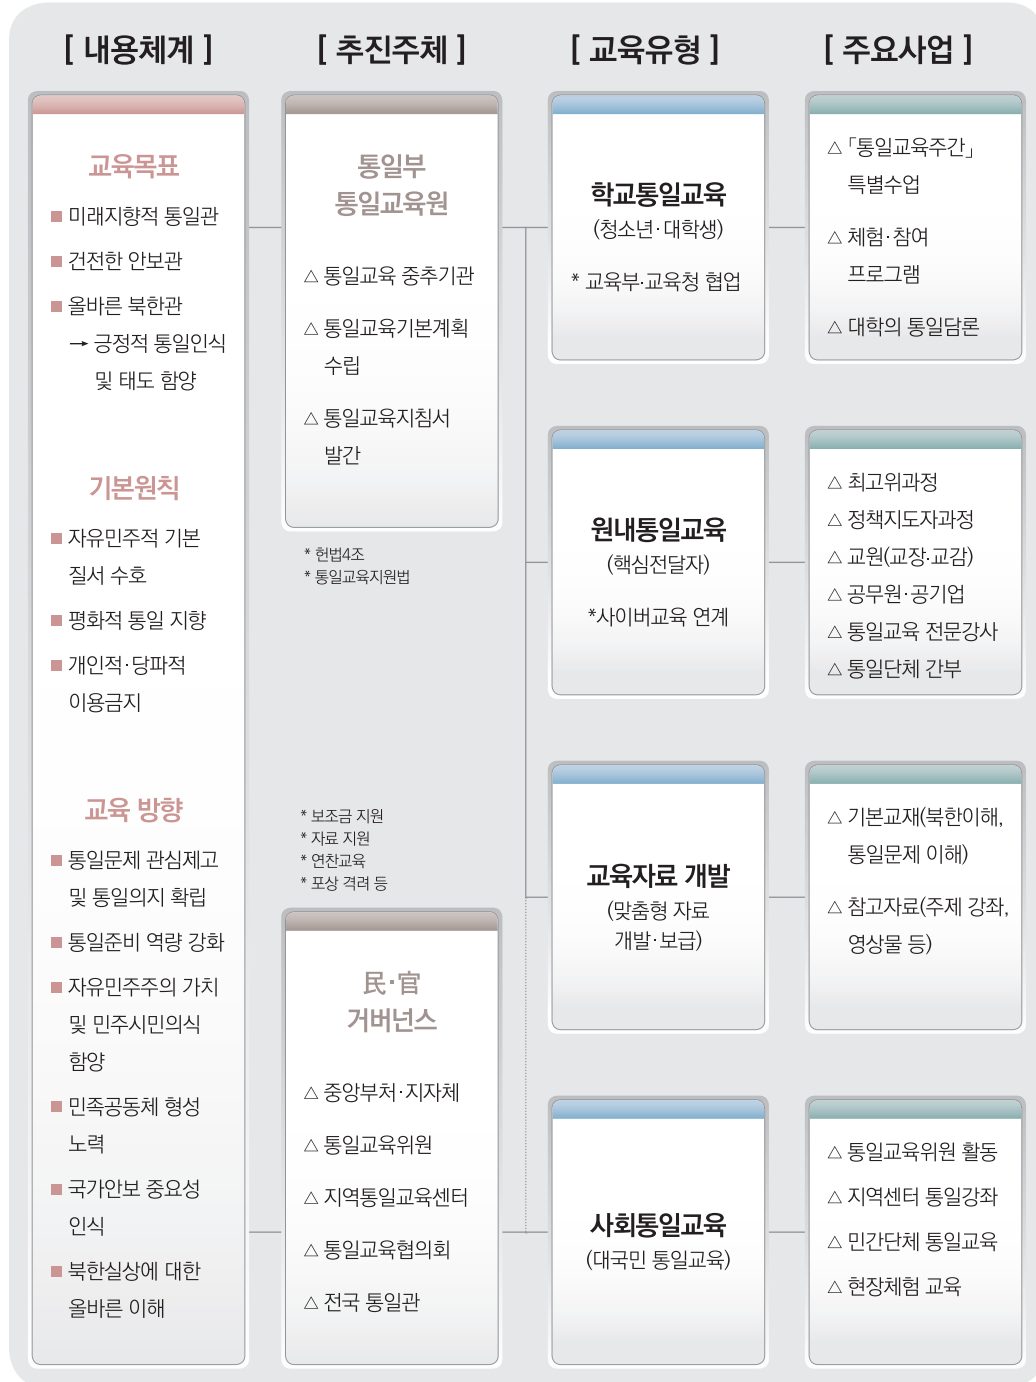 [ 내용체계 ]
[ 추진주체 ]
[ 교육유형 ]
[ 주요사업 ]
교육목표
■ 미래지향적 통일관
■ 건전한 안보관
■ 올바른 북한관
→ 긍정적 통일인식
및 태도 함양
기본원칙
■ 자유민주적 기본
질서 수호
■ 평화적 통일 지향
■ 개인적·당파적
이용금지
교육 방향
■ 통일문제 관심제고
및 통일의지 확립
■ 통일준비 역량 강화
■ 자유민주주의 가치
및 민주시민의식
함양
■ 민족공동체 형성
노력
■ 국가안보 중요성
인식
■ 북한실상에 대한
올바른 이해
통일부
통일교육원
△ 통일교육 중추기관
△ 통일교육기본계획
수립
△ 통일교육지침서
발간
* 헌법4조
* 통일교육지원법
* 보조금 지원
* 자료 지원
* 연찬교육
* 포상 격려 등
民·官
거버넌스
△ 중앙부처·지자체
△ 통일교육위원
△ 지역통일교육센터
△ 통일교육협의회
△ 전국 통일관
학교통일교육
(청소년·대학생)
* 교육부·교육청 협업
원내통일교육
(핵심전달자)
*사이버교육 연계
교육자료 개발
(맞춤형 자료
개발·보급)
사회통일교육
(대국민 통일교육)
△ 「통일교육주간」
특별수업
△ 체험·참여
프로그램
△ 대학의 통일담론
△ 최고위과정
△ 정책지도자과정
△ 교원(교장·교감)
△ 공무원·공기업
△ 통일교육 전문강사
△ 통일단체 간부
△ 기본교재(북한이해,
통일문제 이해)
△ 참고자료(주제 강좌,
영상물 등)
△ 통일교육위원 활동
△ 지역센터 통일강좌
△ 민간단체 통일교육
△ 현장체험 교육